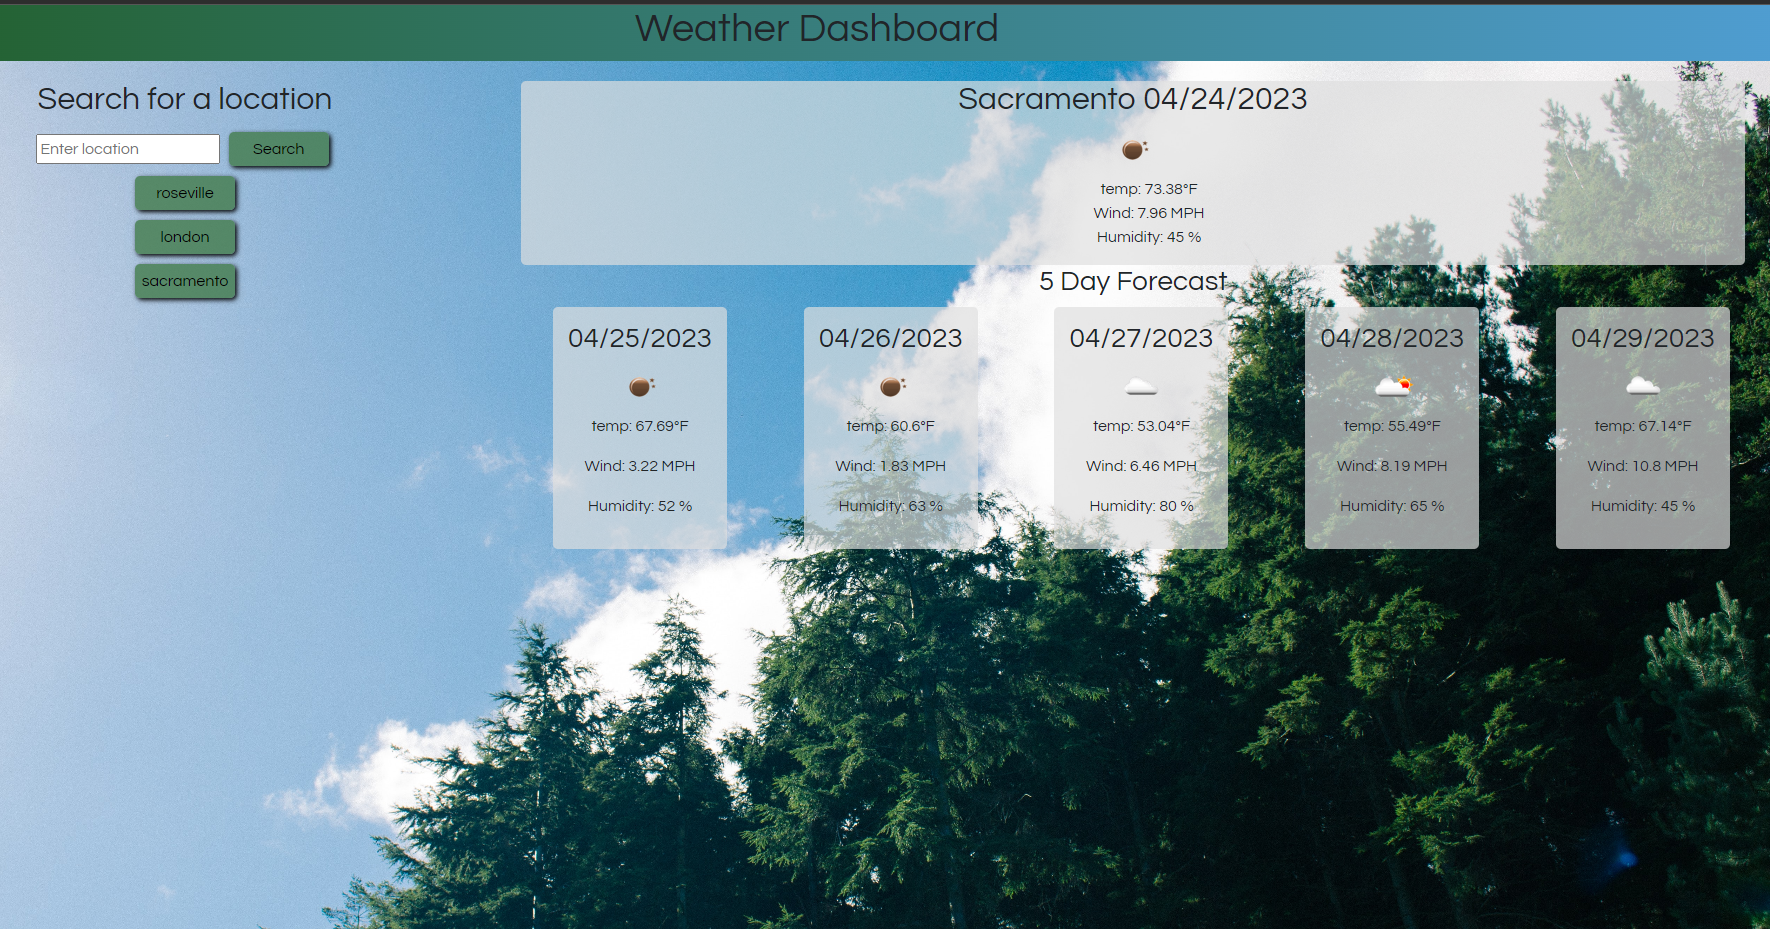 Weather Dashboard
Search for a location
Enter location
Search
roseville
london
sacramento
Sacramento 04/24/2023
temp: 73.38°F
Wind: 7.96 MPH
Humidity: 45 %
5 Day Forecast
04/25/2023
temp: 67.69°F
Wind: 3.22 MPH
Humidity: 52 %
04/26/2023
temp: 60.6°F
Wind: 1.83 MPH
Humidity: 63 %
04/27/2023
temp: 53.04°F
Wind: 6.46 MPH
Humidity: 80 %
04/28/2023
temp: 55.49°F
Wind: 8.19 MPH
Humidity: 65 %
04/29/2023
temp: 67.14°F
Wind: 10.8 MPH
Humidity: 45 %